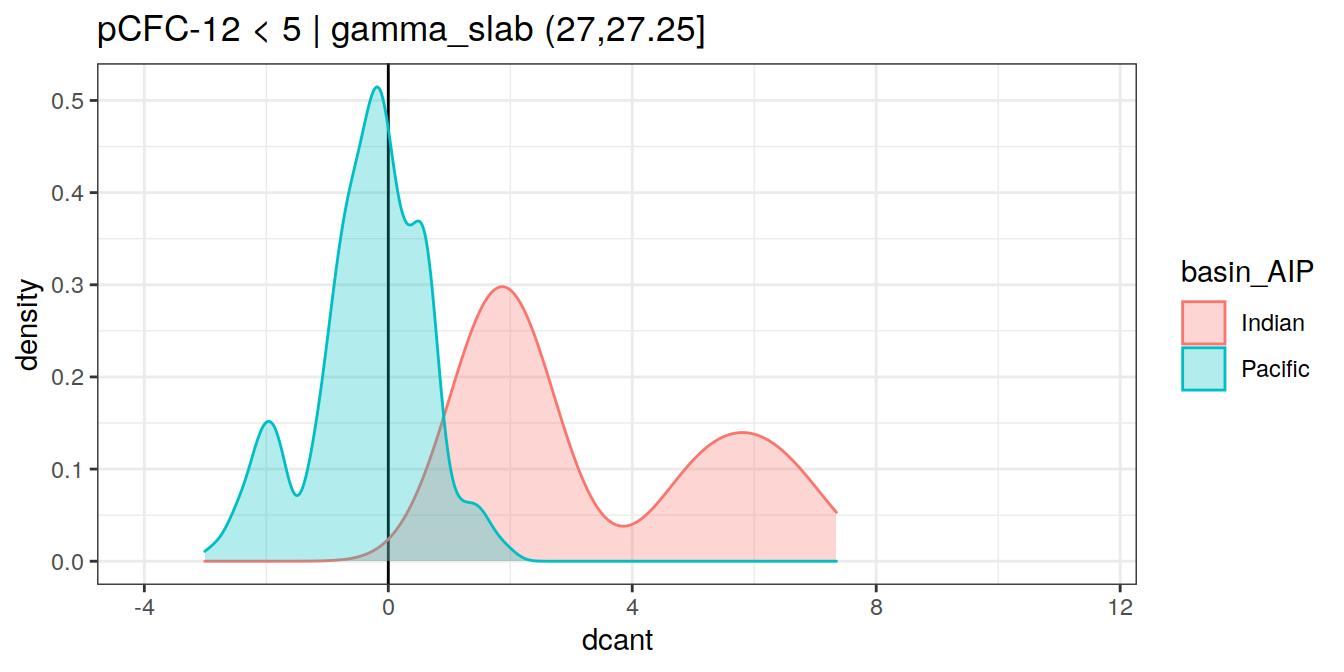 pCFC-12 < 5 | gamma_slab (27,27.25]
density
0.5
0.4
0.3
0.2
0.1
0.0
-4
0
4
8
12
dcant
basin_AIP
Indian
Pacific